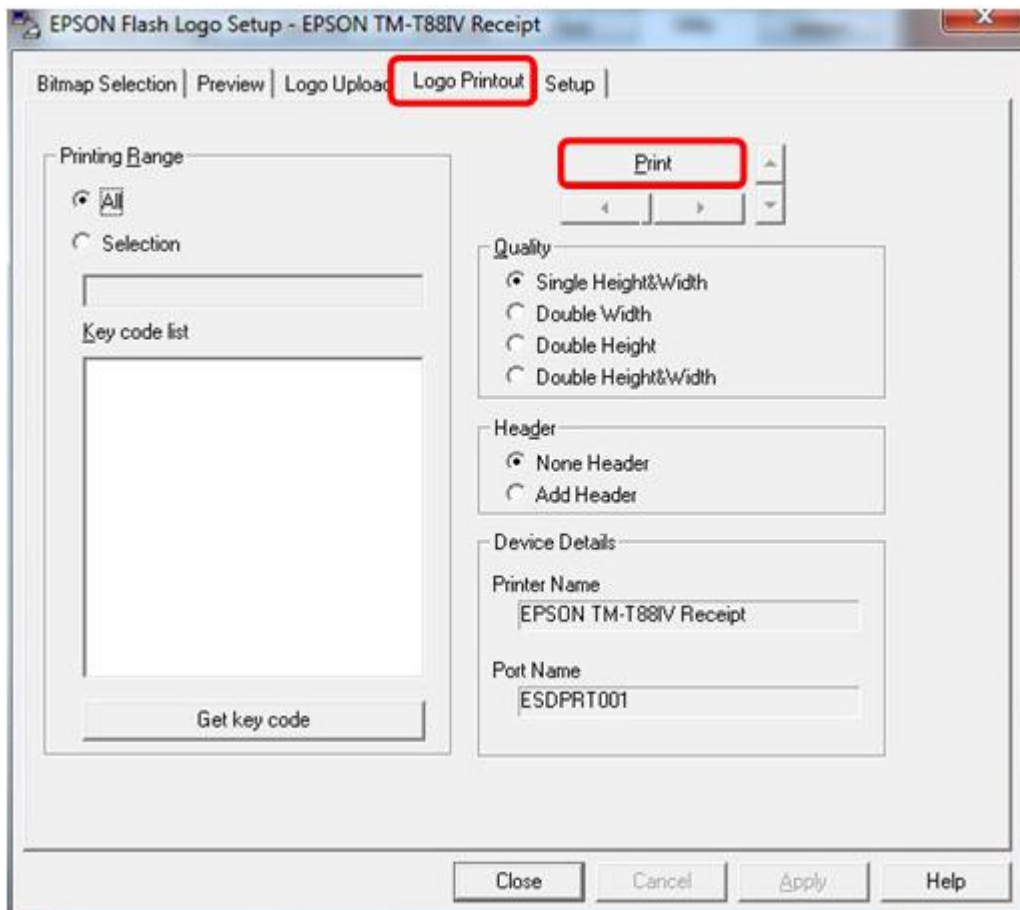 EPSON Flash Logo Setup - EPSON TM-T88IV Receipt
Bitmap Selection Preview Logo Upload Logo Printout Setup
Printing Range
All
Selection
Key code list
Get key code
Print
Quality
Single Height&Width
Double Width
Double Height
Double Height&Width
Header
None Header
Add Header
Device Details
Printer Name
EPSON TM-T88IV Receipt
Port Name
ESDPRT001
Close Cancel Apply Help